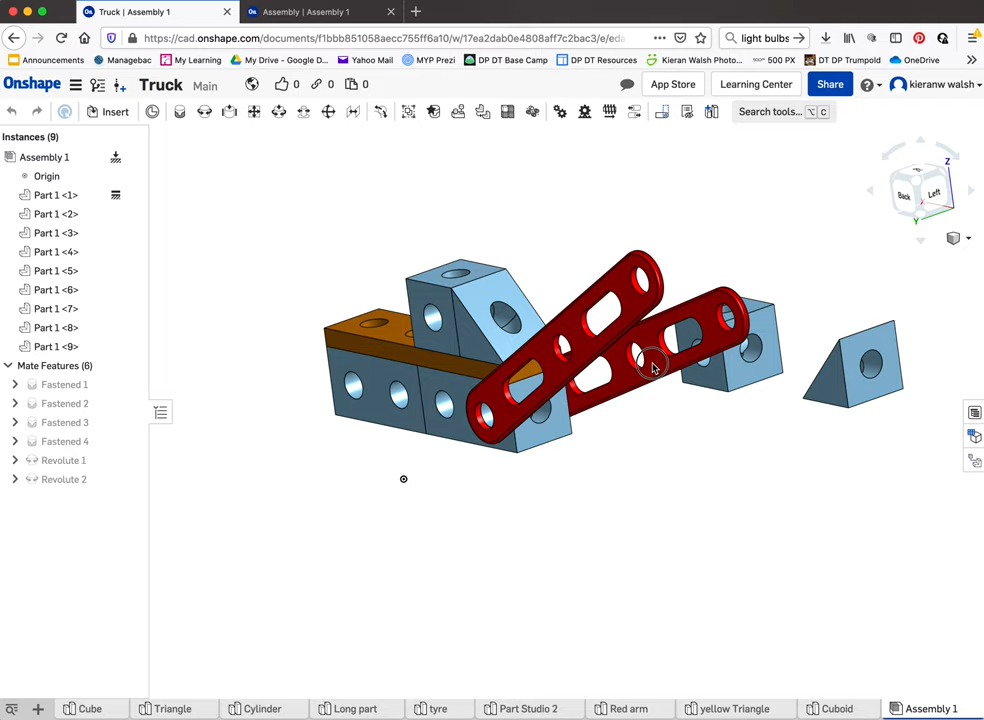 Truck | Assembly 1
Assembly | Assembly 1
https://cad.onshape.com/documents/f1bbb851058aecc755ff6a10/w/17ea2dab0e4808aff7c2bac3/e/eda
light bulbs
Announcements
Managebac
My Learning
My Drive - Google D...
Yahoo Mail
MYP Prezi
DP DT Base Camp
DP DT Resources
Kieran Walsh Photo...
500 PX
DT DP Trumpold
OneDrive
Onshape
Truck
Main
0
0
0
App Store
Learning Center
Share
kieranw walsh
Insert
Search tools...
C
Instances (9)
Assembly 1
Origin
Part 1 <1>
Part 1 <2>
Part 1 <3>
Part 1 <4>
Part 1 <5>
Part 1 <6>
Part 1 <7>
Part 1 <8>
Part 1 <9>
Mate Features (6)
Fastened 1
Fastened 2
Fastened 3
Fastened 4
Revolute 1
Revolute 2
Z
Back
Left
X
Y
Cube
Triangle
Cylinder
Long part
tyre
Part Studio 2
Red arm
yellow Triangle
Cuboid
Assembly 1